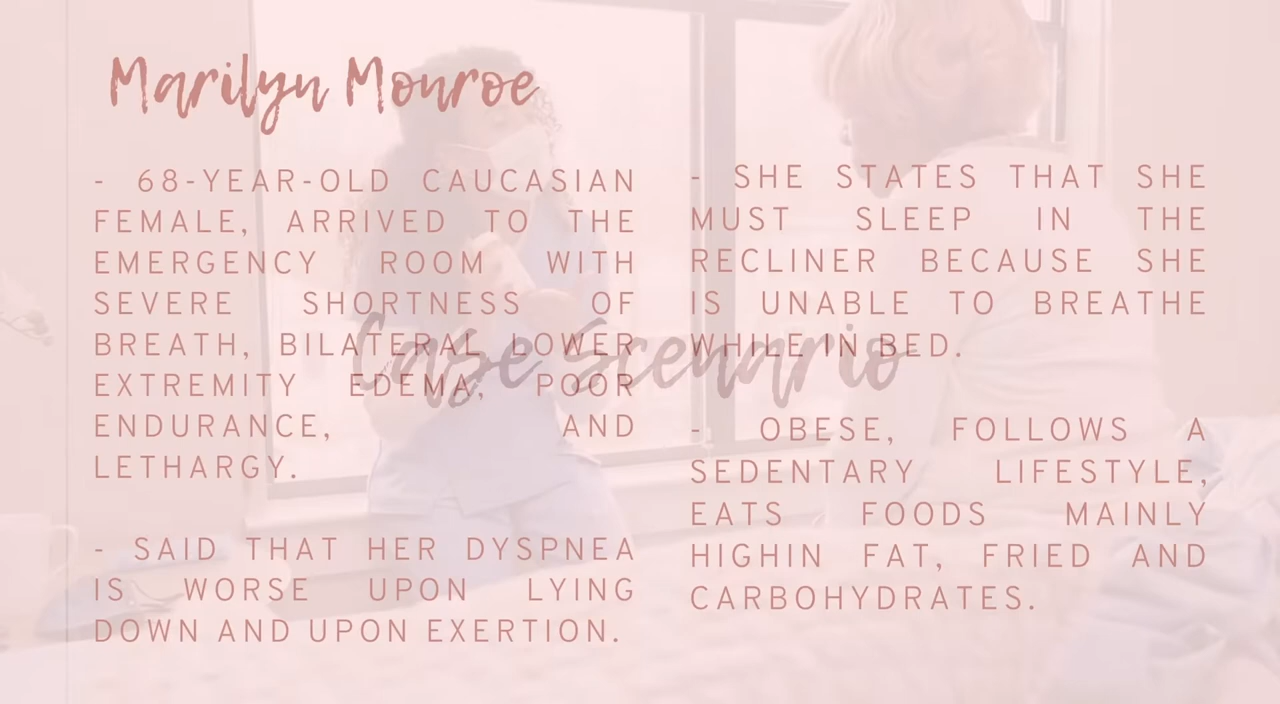 Marilyn Monroe
- 68-YEAR-OLD CAUCASIAN
FEMALE, ARRIVED TO THE
EMERGENCY ROOM WITH
SEVERE SHORTNESS OF
BREATH, BILATERAL LOWER
EXTREMITY EDEMA, POOR
ENDURANCE, AND
LETHARGY.
- SAID THAT HER DYSPNEA
IS WORSE UPON LYING
DOWN AND UPON EXERTION.
- SHE STATES THAT SHE
MUST SLEEP IN THE
RECLINER BECAUSE SHE
IS UNABLE TO BREATHE
WHILE IN BED.
- OBESE, FOLLOWS A
SEDENTARY LIFESTYLE,
EATS FOODS MAINLY
HIGHIN FAT, FRIED AND
CARBOHYDRATES.
Case scenario